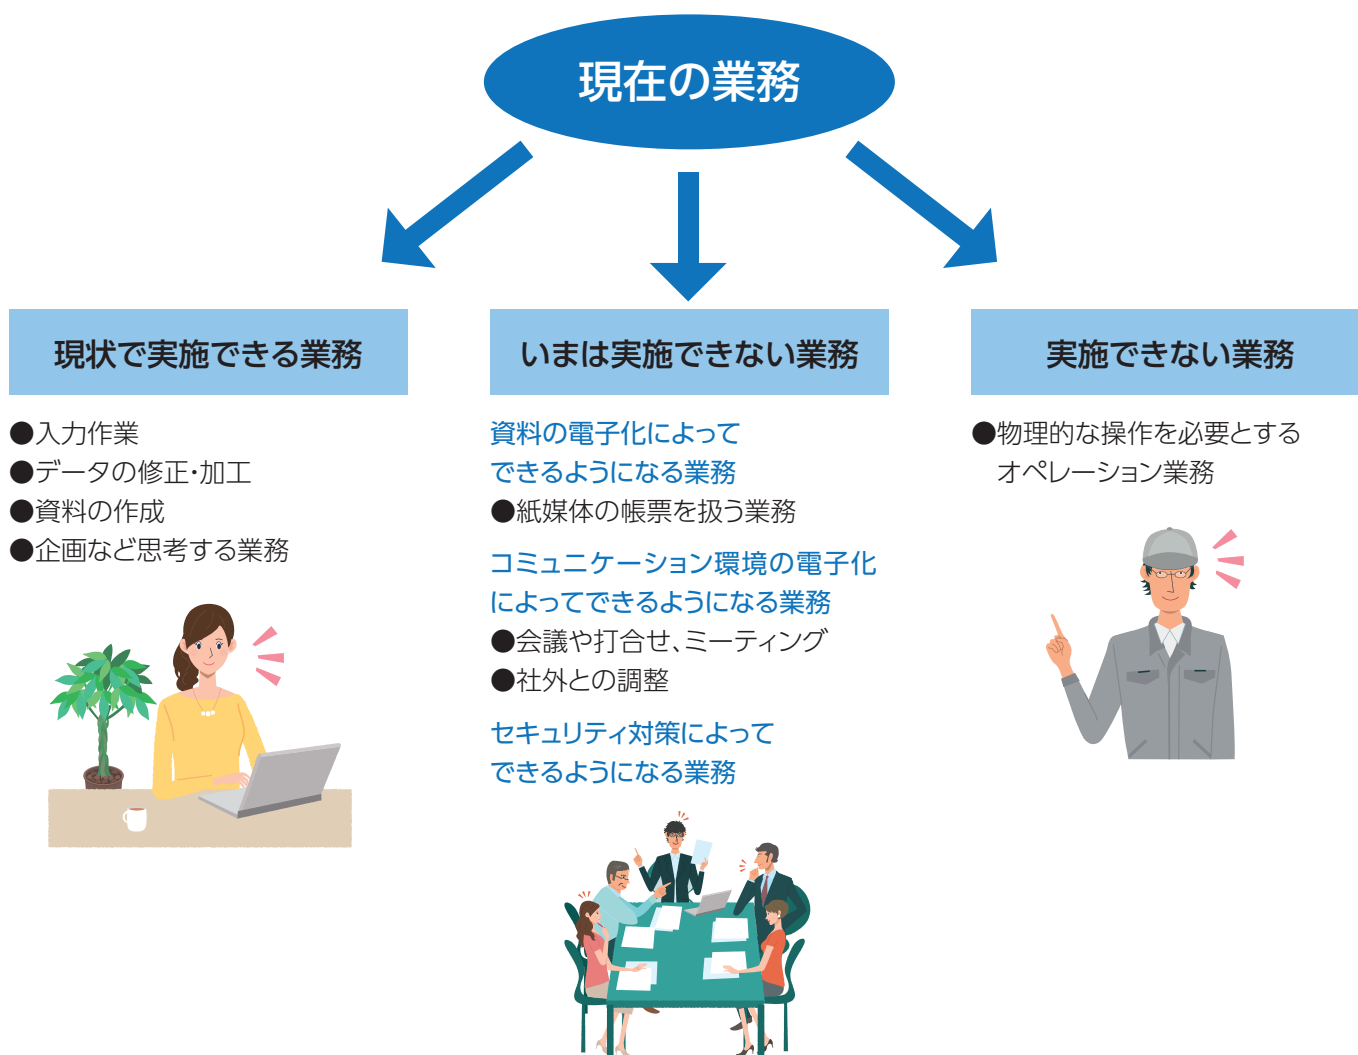 現在の業務
現状で実施できる業務
●入力作業
●データの修正・加工
●資料の作成
●企画など思考する業務
いまは実施できない業務
資料の電子化によって
できるようになる業務
●紙媒体の帳票を扱う業務
コミュニケーション環境の電子化
によってできるようになる業務
●会議や打合せ、ミーティング
●社外との調整
セキュリティ対策によって
できるようになる業務
実施できない業務
●物理的な操作を必要とする
オペレーション業務